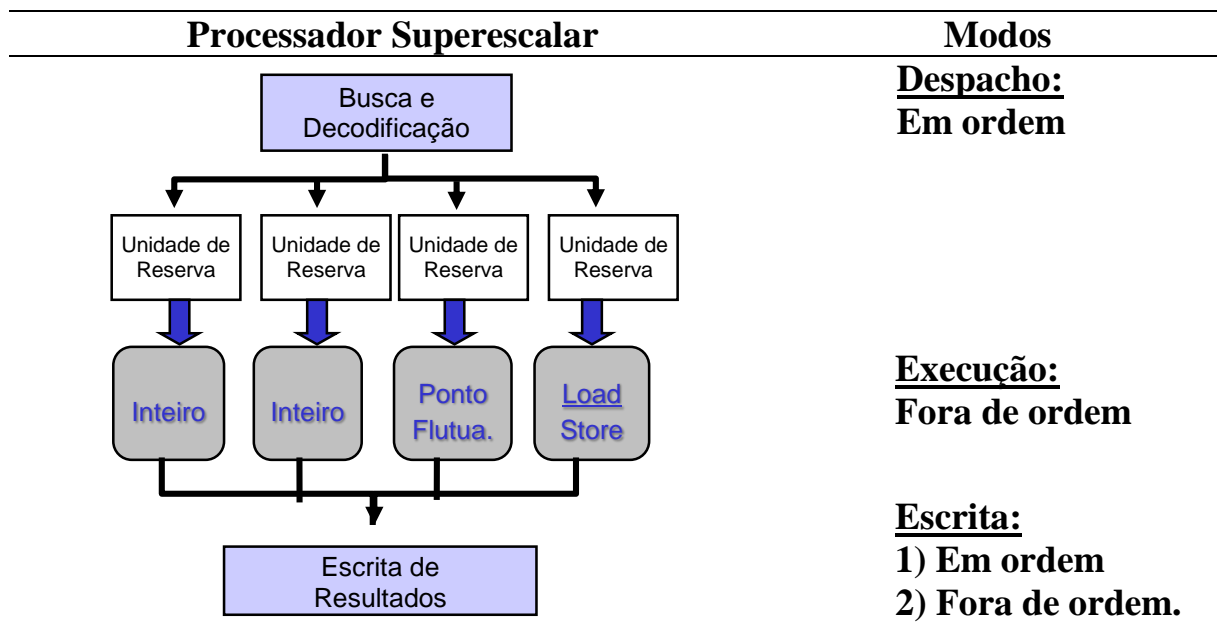 Processador Superescalar
Modos
Busca e
Decodificação
Despacho:
Em ordem
Unidade de
Reserva
Unidade de
Reserva
Unidade de
Reserva
Unidade de
Reserva
Inteiro
Inteiro
Ponto
Flutua.
Load
Store
Execução:
Fora de ordem
Escrita de
Resultados
Escrita:
1) Em ordem
2) Fora de ordem.